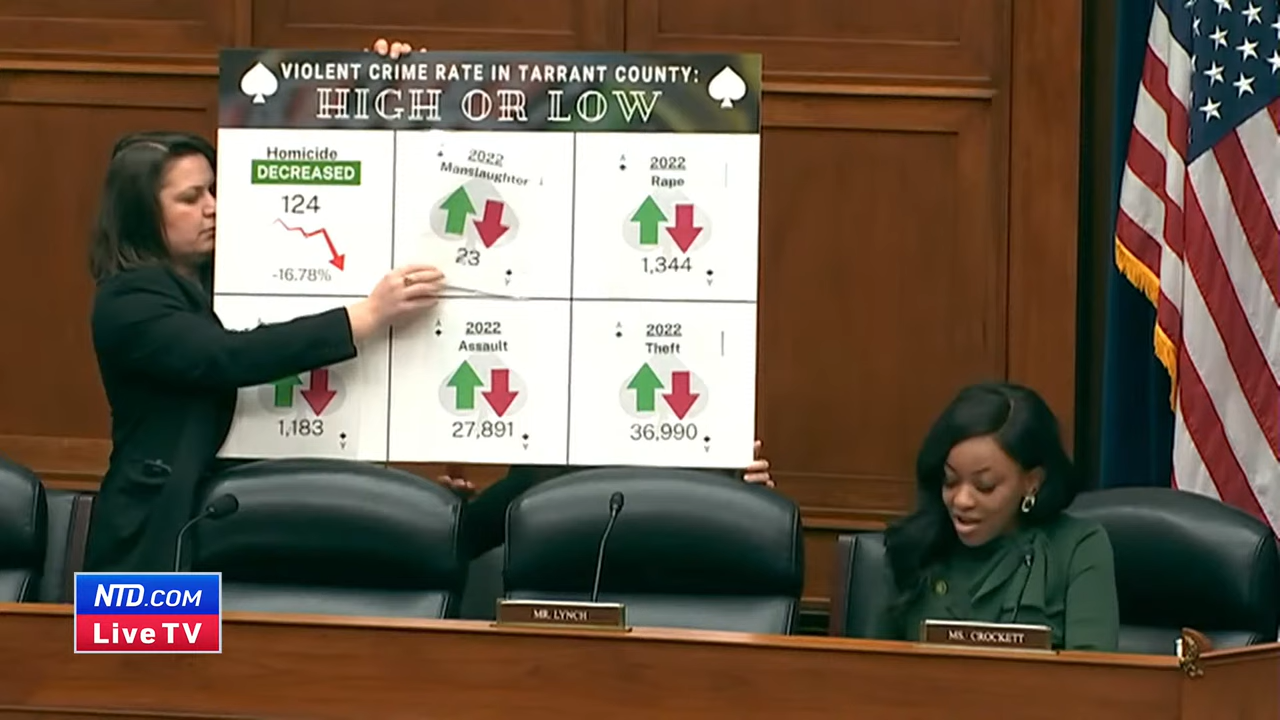 VIOLENT CRIME RATE IN TARRANT COUNTY:
HIGH OR LOW
Homicide
DECREASED
124
-16.78%
2022
Manslaughter
23
2022
Rape
1,344
1,183
2022
Assault
27,891
2022
Theft
36,990
MR. LYNCH
MS. CROCKETT
NTD.COM
Live TV